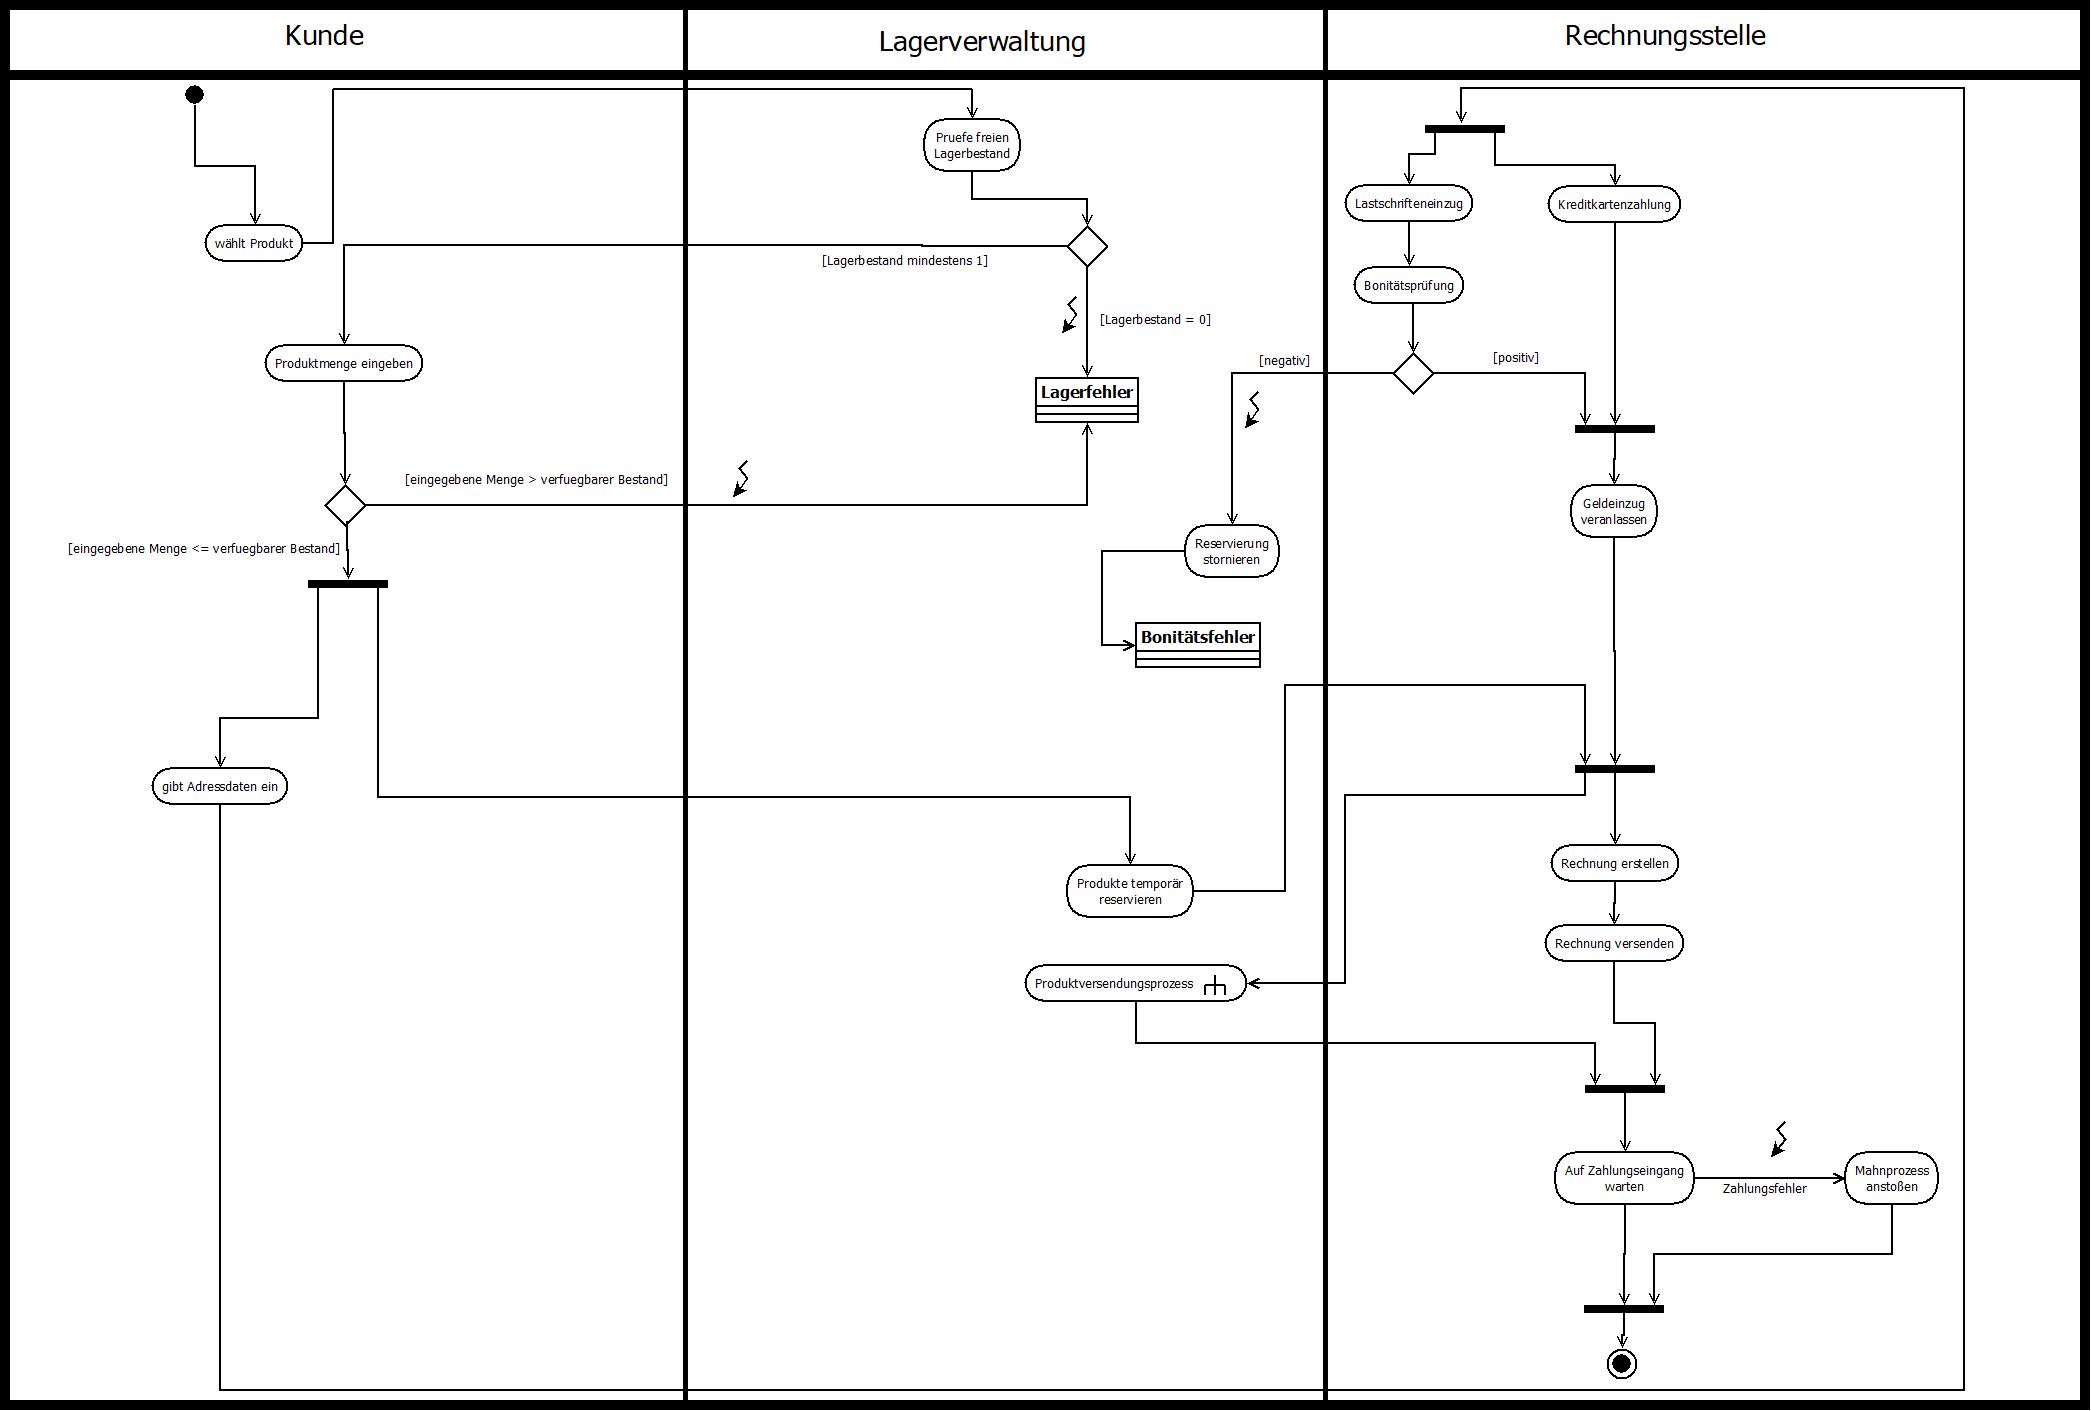 Kunde
Lagerverwaltung
Rechnungsstelle
Pruefe freien
Lagerbestand
Lastschrifteneinzug
Kreditkartenzahlung
wählt Produkt
[Lagerbestand mindestens 1]
Bonitätsprüfung
[Lagerbestand = 0]
Produktmenge eingeben
[negativ]
[positiv]
Lagerfehler
[eingegebene Menge > verfuegbarer Bestand]
Geldeinzug
veranlassen
[eingegebene Menge <= verfuegbarer Bestand]
Reservierung
stornieren
Bonitätsfehler
gibt Adressdaten ein
Rechnung erstellen
Produkte temporär
reservieren
Rechnung versenden
Produktversendungsprozess
Auf Zahlungseingang
warten
Zahlungsfehler
Mahnprozess
anstoßen